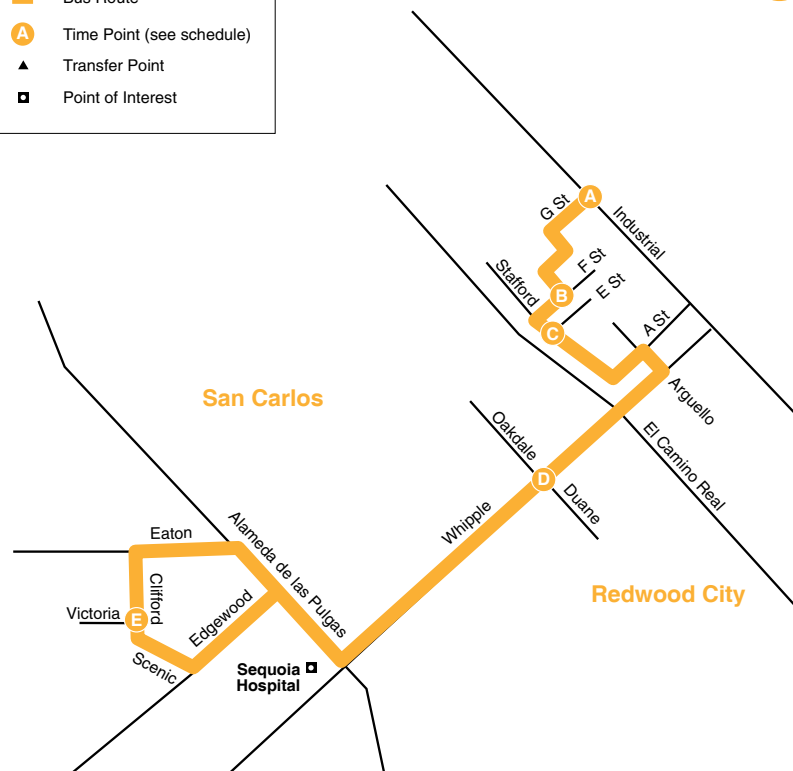 Bus Route
A Time Point (see schedule)
Transfer Point
Point of Interest
A
G St
Industrial
F St
B
Stafford
E St
C
A St
San Carlos
Arguello
Oakdale
El Camino Real
D
Duane
Whipple
Alameda de las Pulgas
Eaton
Clifford
Redwood City
Edgewood
Victoria
E
Scenic
Sequoia
Hospital